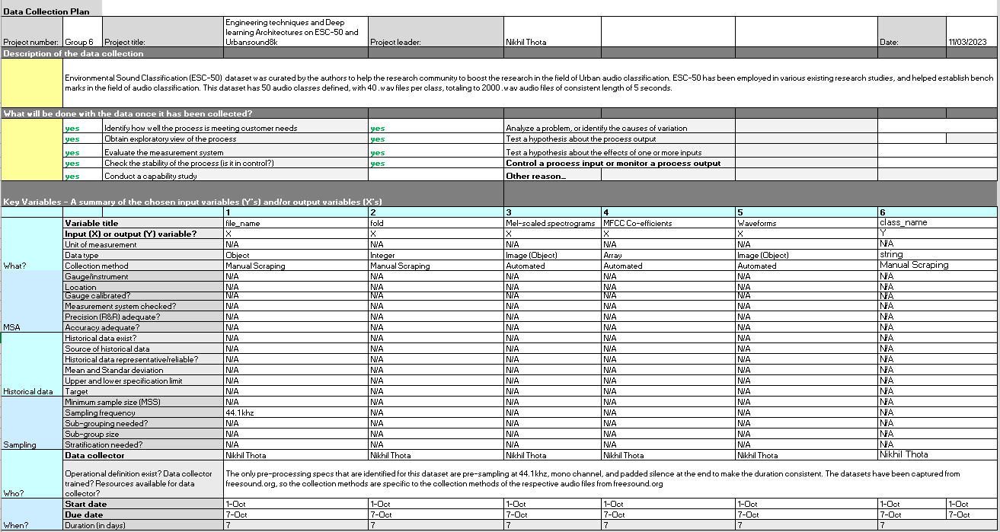 Data Collection Plan
Project number: Group 6 Project title: Engineering techniques and Deep learning Architectures on ESC-50 and Urbansound8k Project leader: Nikhil Thota Date: 11/03/2023
Description of the data collection
Environmental Sound Classification (ESC-50) dataset was curated by the authors to help the research community to boost the research in the field of Urban audio classification. ESC-50 has been employed in various existing research studies, and helped establish bench
marks in the field of audio classification. This dataset has 50 audio classes defined, with 40 .wav files per class, totaling to 2000 .wav audio files of consistent length of 5 seconds.
What will be done with the data once it has been collected?
yes Identify how well the process is meeting customer needs yes Analyze a problem, or identify the causes of variation
yes Obtain exploratory view of the process yes Test a hypothesis about the process output
yes Evaluate the measurement system yes Test a hypothesis about the effects of one or more inputs
yes Check the stability of the process (is it in control?) yes Control a process input or monitor a process output
yes Conduct a capability study Other reason...
Key Variables - A summary of the chosen input variables (Y's) and/or output variables (X's)
1 2 3 4 5 6
Variable title file_name fold Mel-scaled spectrograms MFCC Co-efficients Waveforms class_name
Input (X) or output (Y) variable? X X X X X Y
Unit of measurement N/A N/A N/A N/A N/A N/A
Data type Object Integer Image (Object) Array Image (Object) string
What? Collection method Manual Scraping Manual Scraping Automated Automated Automated Manual Scraping
Gauge/instrument N/A N/A N/A N/A N/A N/A
Location N/A N/A N/A N/A N/A N/A
Gauge calibrated? N/A N/A N/A N/A N/A N/A
Measurement system checked? N/A N/A N/A N/A N/A N/A
Precision (R&R) adequate? N/A N/A N/A N/A N/A N/A
MSA Accuracy adequate? N/A N/A N/A N/A N/A N/A
Historical data exist? N/A N/A N/A N/A N/A N/A
Source of historical data N/A N/A N/A N/A N/A N/A
Historical data representative/reliable? N/A N/A N/A N/A N/A N/A
Mean and Standar deviation N/A N/A N/A N/A N/A N/A
Upper and lower specification limit N/A N/A N/A N/A N/A N/A
Historical data Target N/A N/A N/A N/A N/A N/A
Minimum sample size (MSS) N/A N/A N/A N/A N/A N/A
Sampling frequency 44.1khz N/A N/A N/A N/A N/A
Sub-grouping needed? N/A N/A N/A N/A N/A N/A
Sub-group size N/A N/A N/A N/A N/A N/A
Sampling Stratification needed? N/A N/A N/A N/A N/A N/A
Data collector Nikhil Thota Nikhil Thota Nikhil Thota Nikhil Thota Nikhil Thota Nikhil Thota
Who? Operational definition exist? Data collector trained? Resources available for data collector?
The only pre-processing specs that are identified for this dataset are pre-sampling at 44.1khz, mono channel, and padded silence at the end to make the duration consistent. The datasets have been captured from
freesound.org, so the collection methods are specific to the collection methods of the respective audio files from freesound.org
Start date 1-Oct 1-Oct 1-Oct 1-Oct 1-Oct 1-Oct 1-Oct
Due date 7-Oct 7-Oct 7-Oct 7-Oct 7-Oct 7-Oct 7-Oct
When? Duration (in days) 7 7 7 7 7 7 7